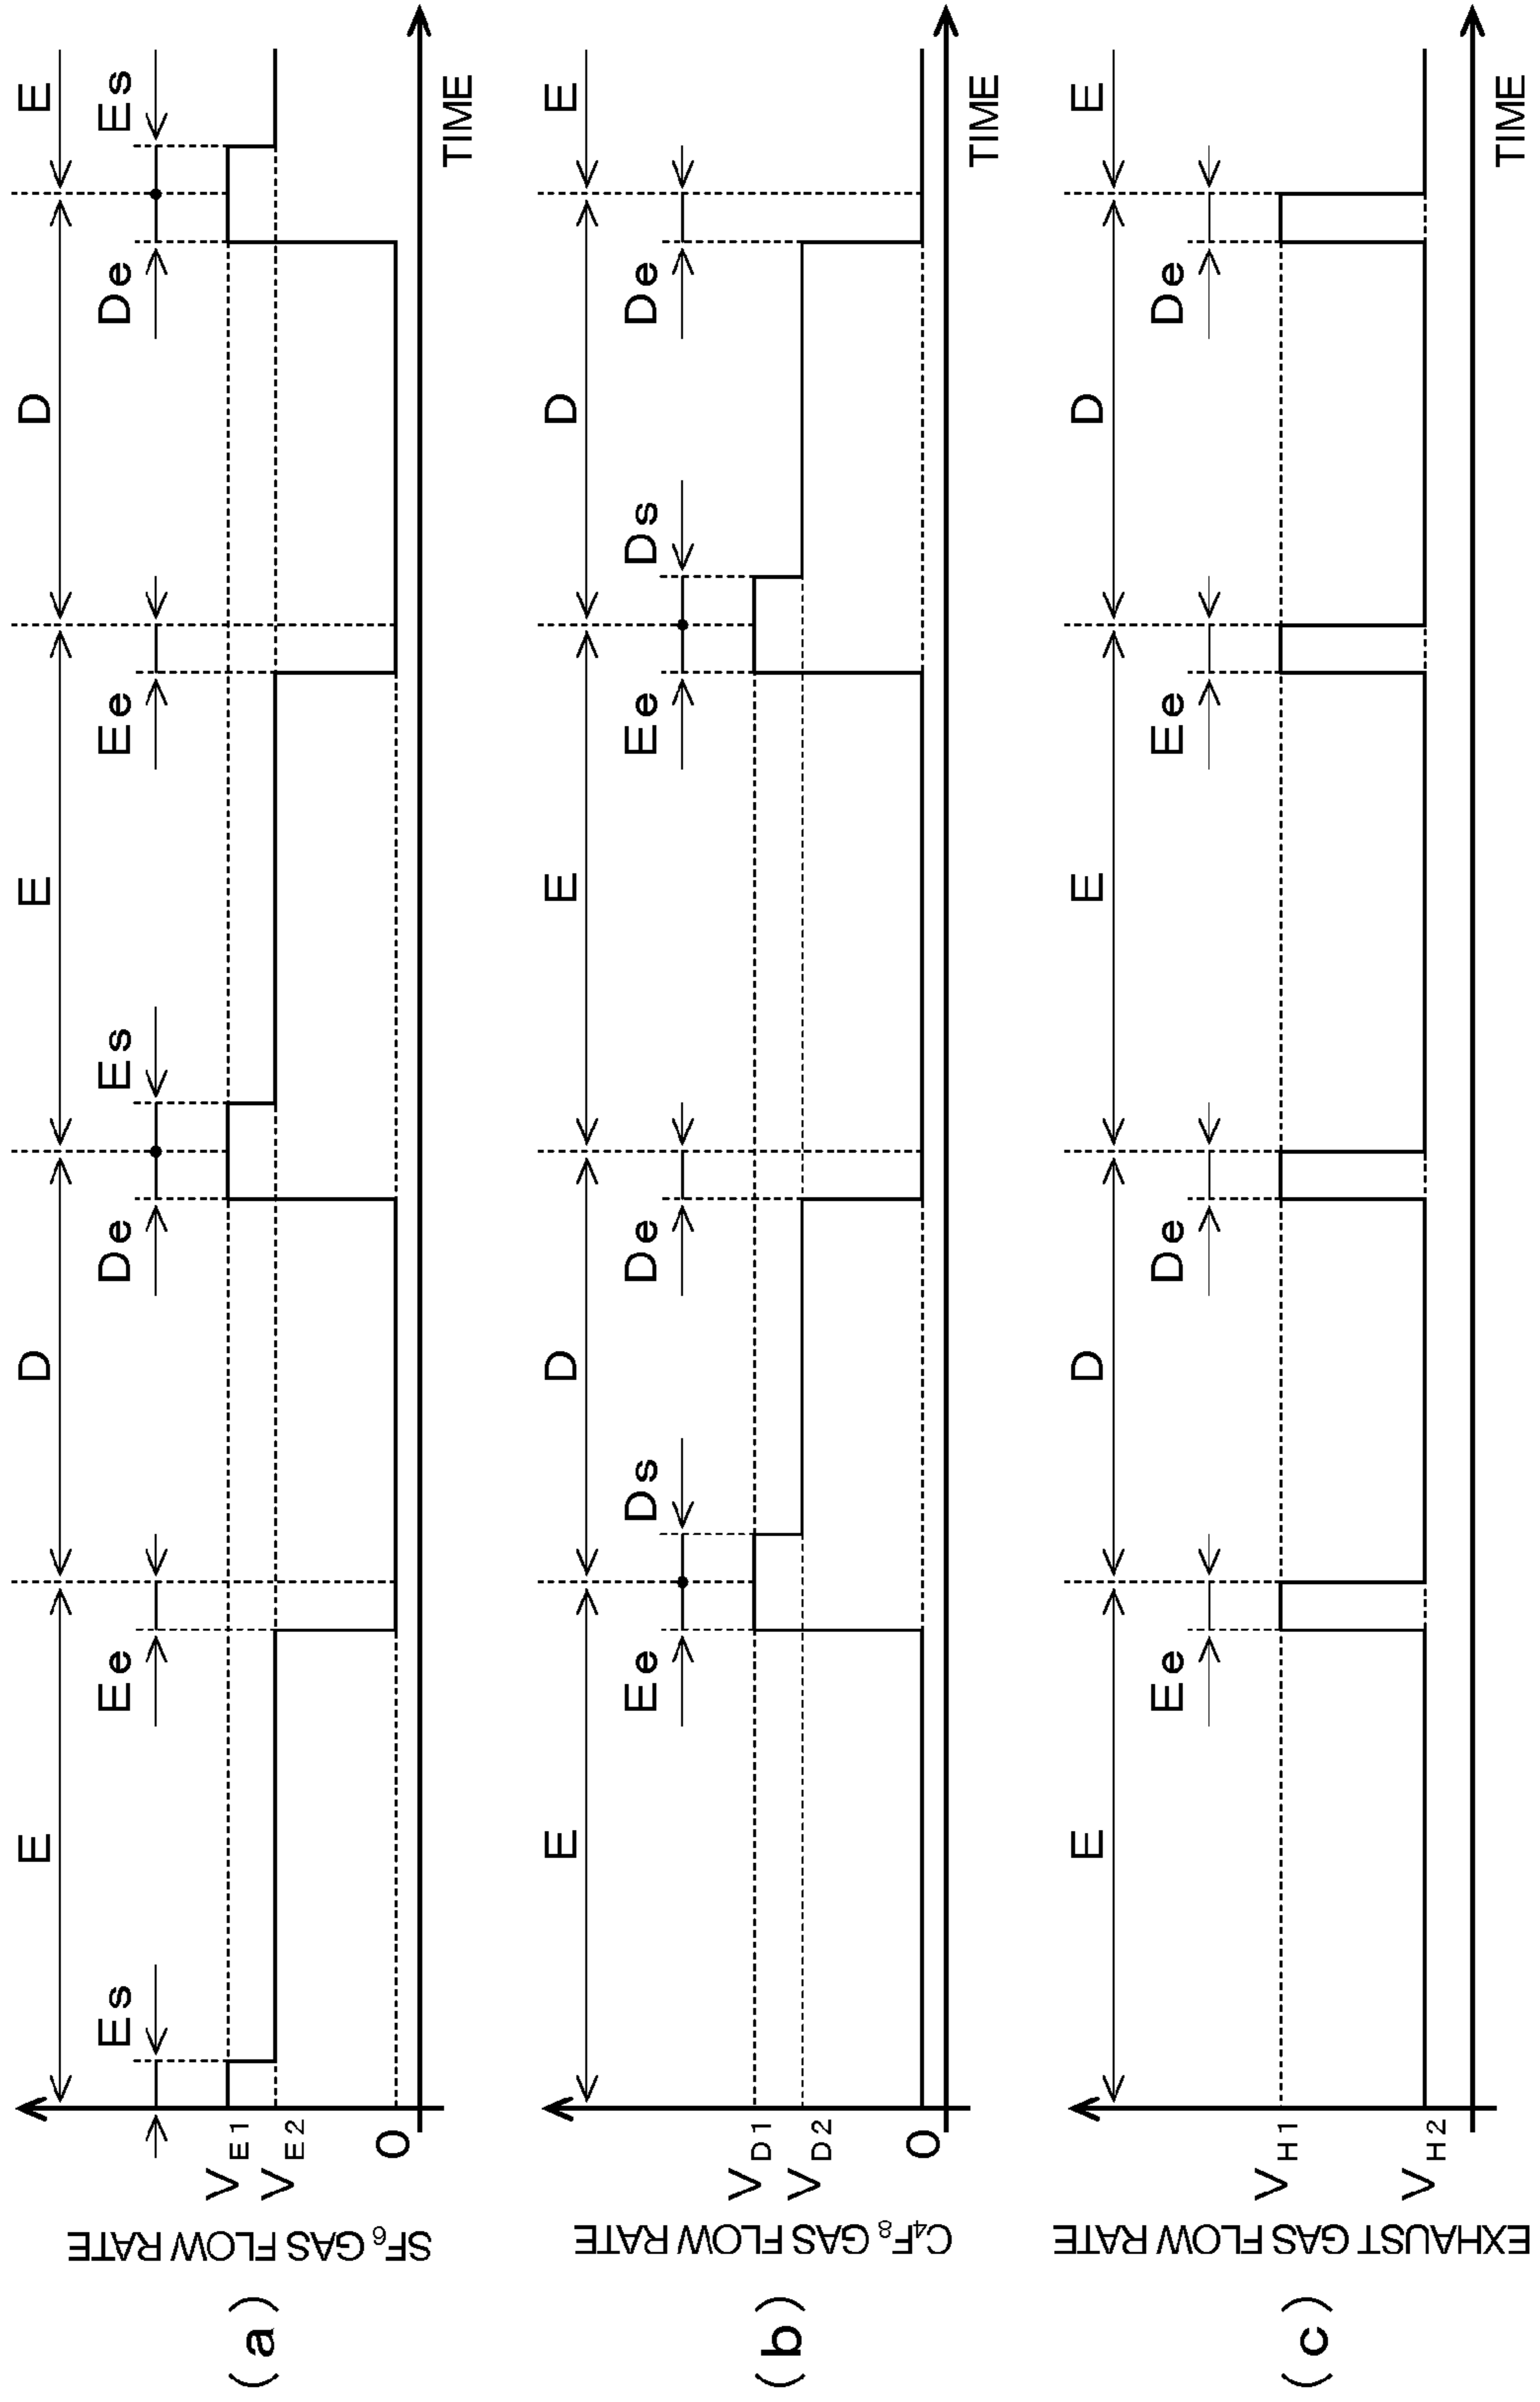 (a)
SF6 GAS FLOW RATE
VE1
VE2
0
E D E D E
Es Ee De Es Ee De Es
TIME
(b)
C4F8 GAS FLOW RATE
VD1
VD2
0
E D E D E
Ee Ds De Ee Ds De
TIME
(c)
EXHAUST GAS FLOW RATE
VH1
VH2
E D E D E
Ee De Ee De
TIME